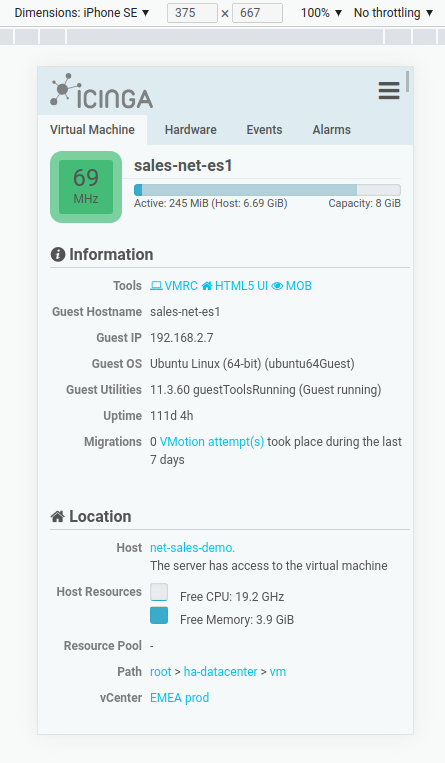 Dimensions: iPhone SE ▼ 375 × 667 100% ▼ No throttling ▼
icinga
Virtual Machine Hardware Events Alarms
69
MHz
sales-net-es1
Active: 245 MiB (Host: 6.69 GiB) Capacity: 8 GiB
Information
Tools VMRC HTML5 UI MOB
Guest Hostname sales-net-es1
Guest IP 192.168.2.7
Guest OS Ubuntu Linux (64-bit) (ubuntu64Guest)
Guest Utilities 11.3.60 guestToolsRunning (Guest running)
Uptime 111d 4h
Migrations 0 VMotion attempt(s) took place during the last
7 days
Location
Host net-sales-demo.
The server has access to the virtual machine
Host Resources Free CPU: 19.2 GHz
Free Memory: 3.9 GiB
Resource Pool -
Path root > ha-datacenter > vm
vCenter EMEA prod